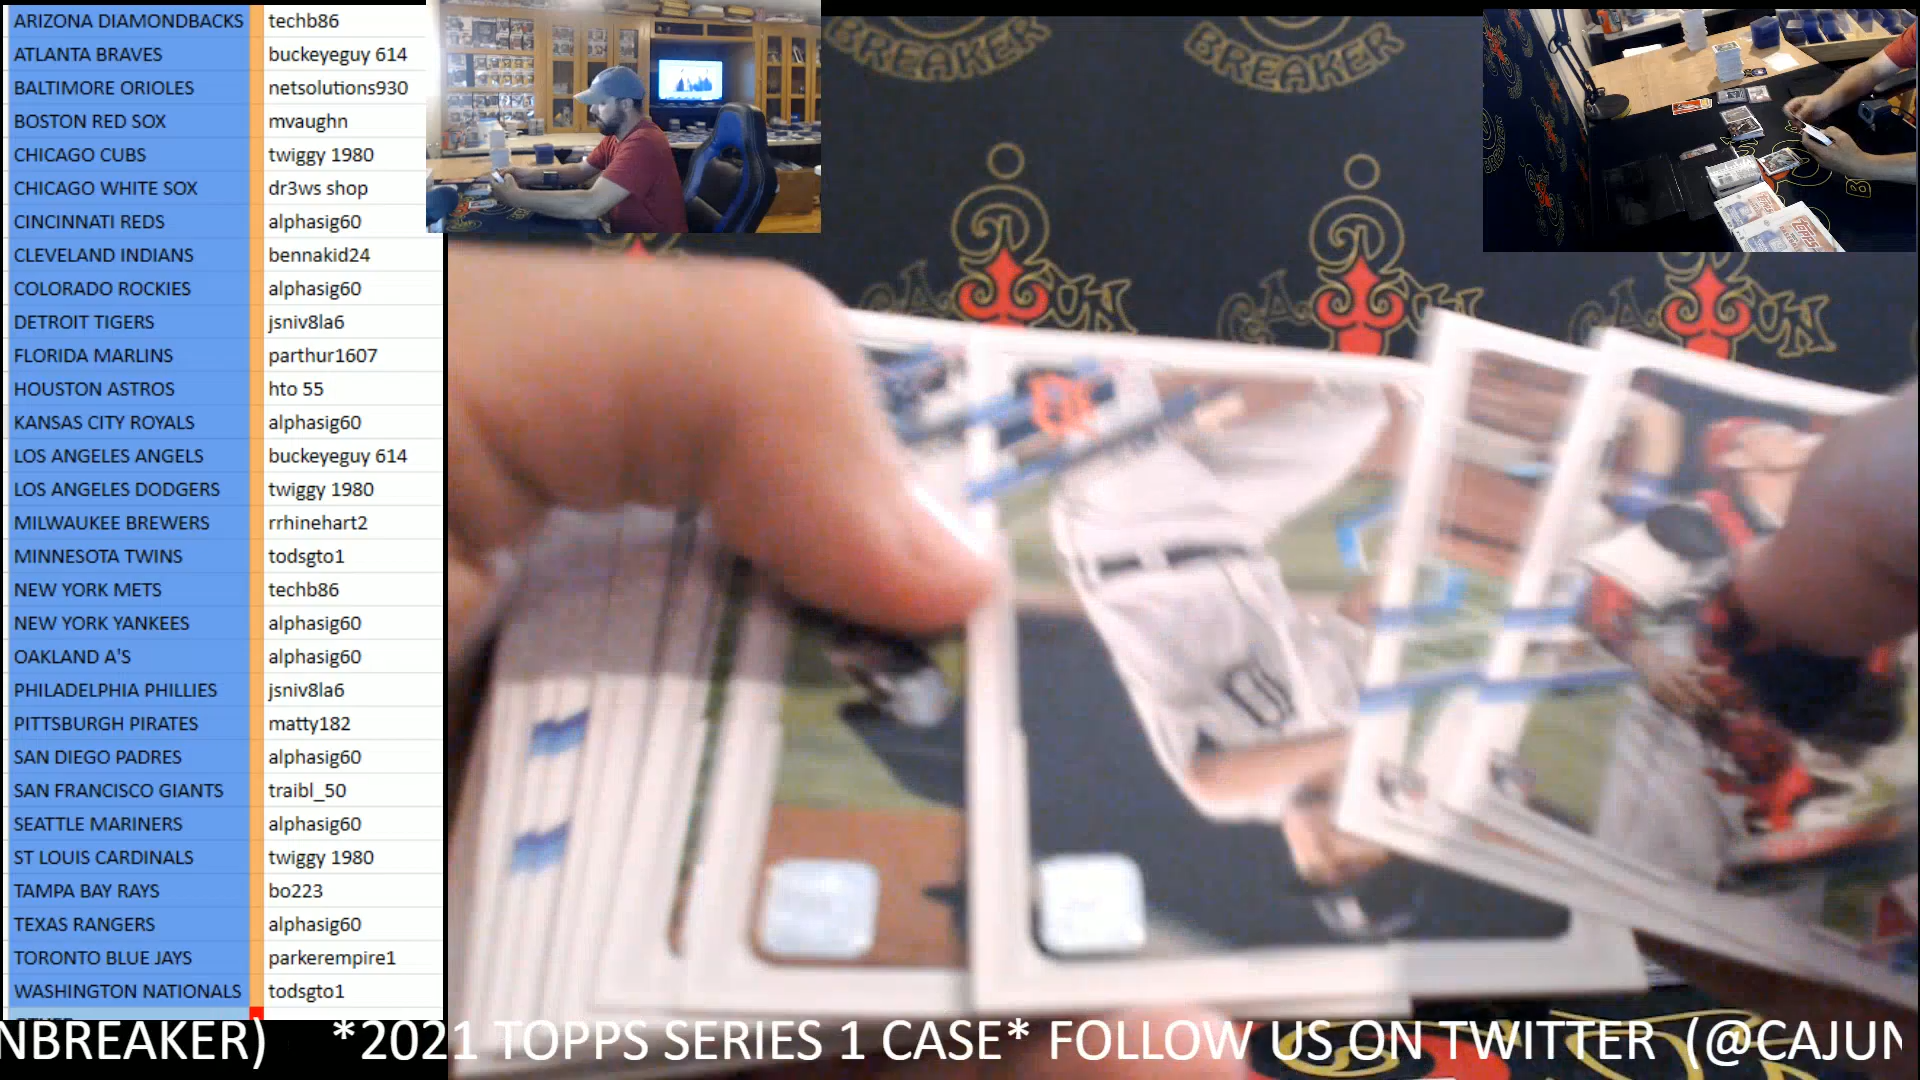 ARIZONA DIAMONDBACKS techb86
ATLANTA BRAVES buckeyeguy 614
BALTIMORE ORIOLES netsolutions930
BOSTON RED SOX mvaughn
CHICAGO CUBS twiggy 1980
CHICAGO WHITE SOX dr3ws shop
CINCINNATI REDS alphasig60
CLEVELAND INDIANS bennakid24
COLORADO ROCKIES alphasig60
DETROIT TIGERS jsniv8la6
FLORIDA MARLINS parthur1607
HOUSTON ASTROS hto 55
KANSAS CITY ROYALS alphasig60
LOS ANGELES ANGELS buckeyeguy 614
LOS ANGELES DODGERS twiggy 1980
MILWAUKEE BREWERS rrhinehart2
MINNESOTA TWINS todsgto1
NEW YORK METS techb86
NEW YORK YANKEES alphasig60
OAKLAND A'S alphasig60
PHILADELPHIA PHILLIES jsniv8la6
PITTSBURGH PIRATES matty182
SAN DIEGO PADRES alphasig60
SAN FRANCISCO GIANTS traibl_50
SEATTLE MARINERS alphasig60
ST LOUIS CARDINALS twiggy 1980
TAMPA BAY RAYS bo223
TEXAS RANGERS alphasig60
TORONTO BLUE JAYS parkerempire1
WASHINGTON NATIONALS todsgto1
BREAKER BREAKER
CAJUN CAJUN CAJUN
Topps
NBREAKER) *2021 TOPPS SERIES 1 CASE* FOLLOW US ON TWITTER (@CAJUN